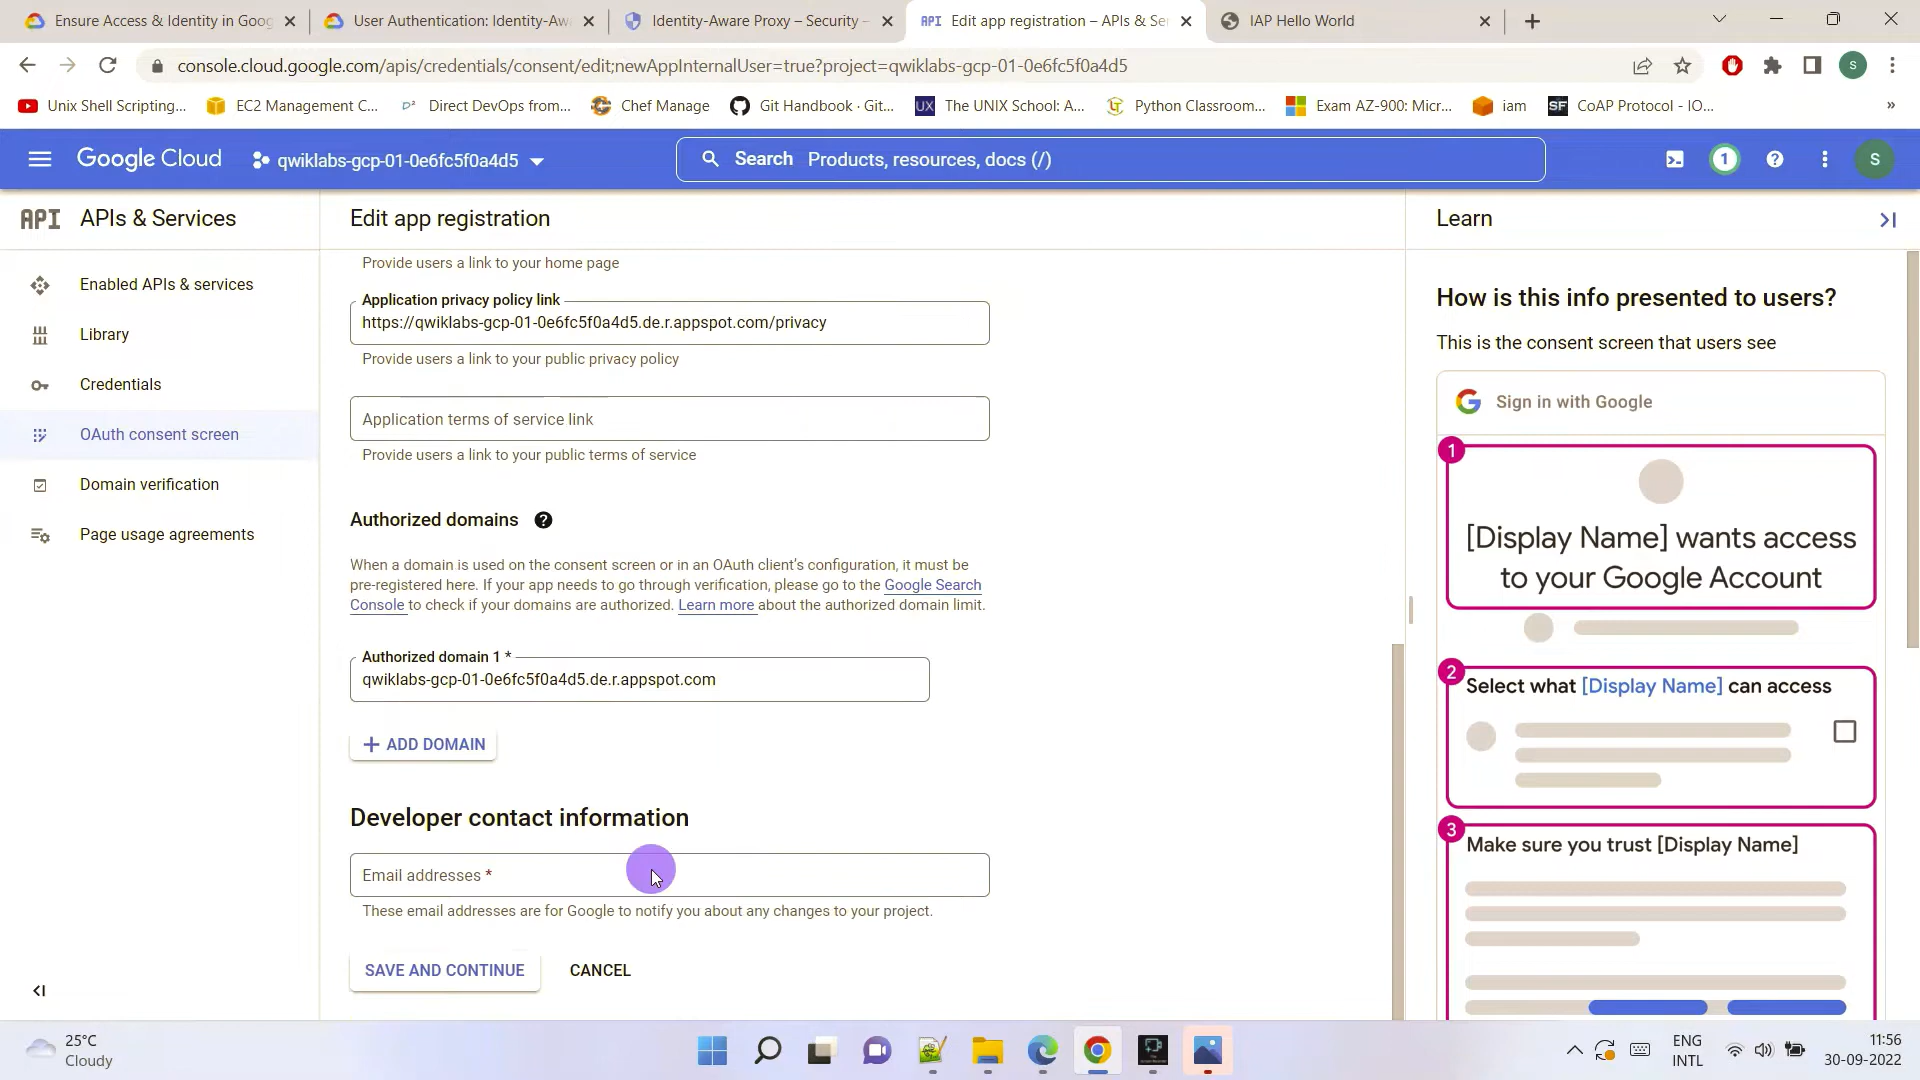 Ensure Access & Identity in Goog
User Authentication: Identity-Aw
Identity-Aware Proxy – Security –
API Edit app registration – APIs & Se
IAP Hello World
console.cloud.google.com/apis/credentials/consent/edit;newAppInternalUser=true?project=qwiklabs-gcp-01-0e6fc5f0a4d5
S
Unix Shell Scripting...
EC2 Management C...
Direct DevOps from...
Chef Manage
Git Handbook · Git...
UX The UNIX School: A...
Python Classroom...
Exam AZ-900: Micr...
iam
SF CoAP Protocol - IO...
»
Google Cloud
qwiklabs-gcp-01-0e6fc5f0a4d5
Search Products, resources, docs (/)
1
S
API APIs & Services
Enabled APIs & services
Library
Credentials
OAuth consent screen
Domain verification
Page usage agreements
Edit app registration
Provide users a link to your home page
Application privacy policy link
https://qwiklabs-gcp-01-0e6fc5f0a4d5.de.r.appspot.com/privacy
Provide users a link to your public privacy policy
Application terms of service link
Provide users a link to your public terms of service
Authorized domains
When a domain is used on the consent screen or in an OAuth client's configuration, it must be
pre-registered here. If your app needs to go through verification, please go to the Google Search
Console to check if your domains are authorized. Learn more about the authorized domain limit.
Authorized domain 1 *
qwiklabs-gcp-01-0e6fc5f0a4d5.de.r.appspot.com
+ ADD DOMAIN
Developer contact information
Email addresses *
These email addresses are for Google to notify you about any changes to your project.
SAVE AND CONTINUE
CANCEL
Learn
How is this info presented to users?
This is the consent screen that users see
Sign in with Google
1
[Display Name] wants access
to your Google Account
2
Select what [Display Name] can access
3
Make sure you trust [Display Name]
25°C
Cloudy
ENG
INTL
11:56
30-09-2022